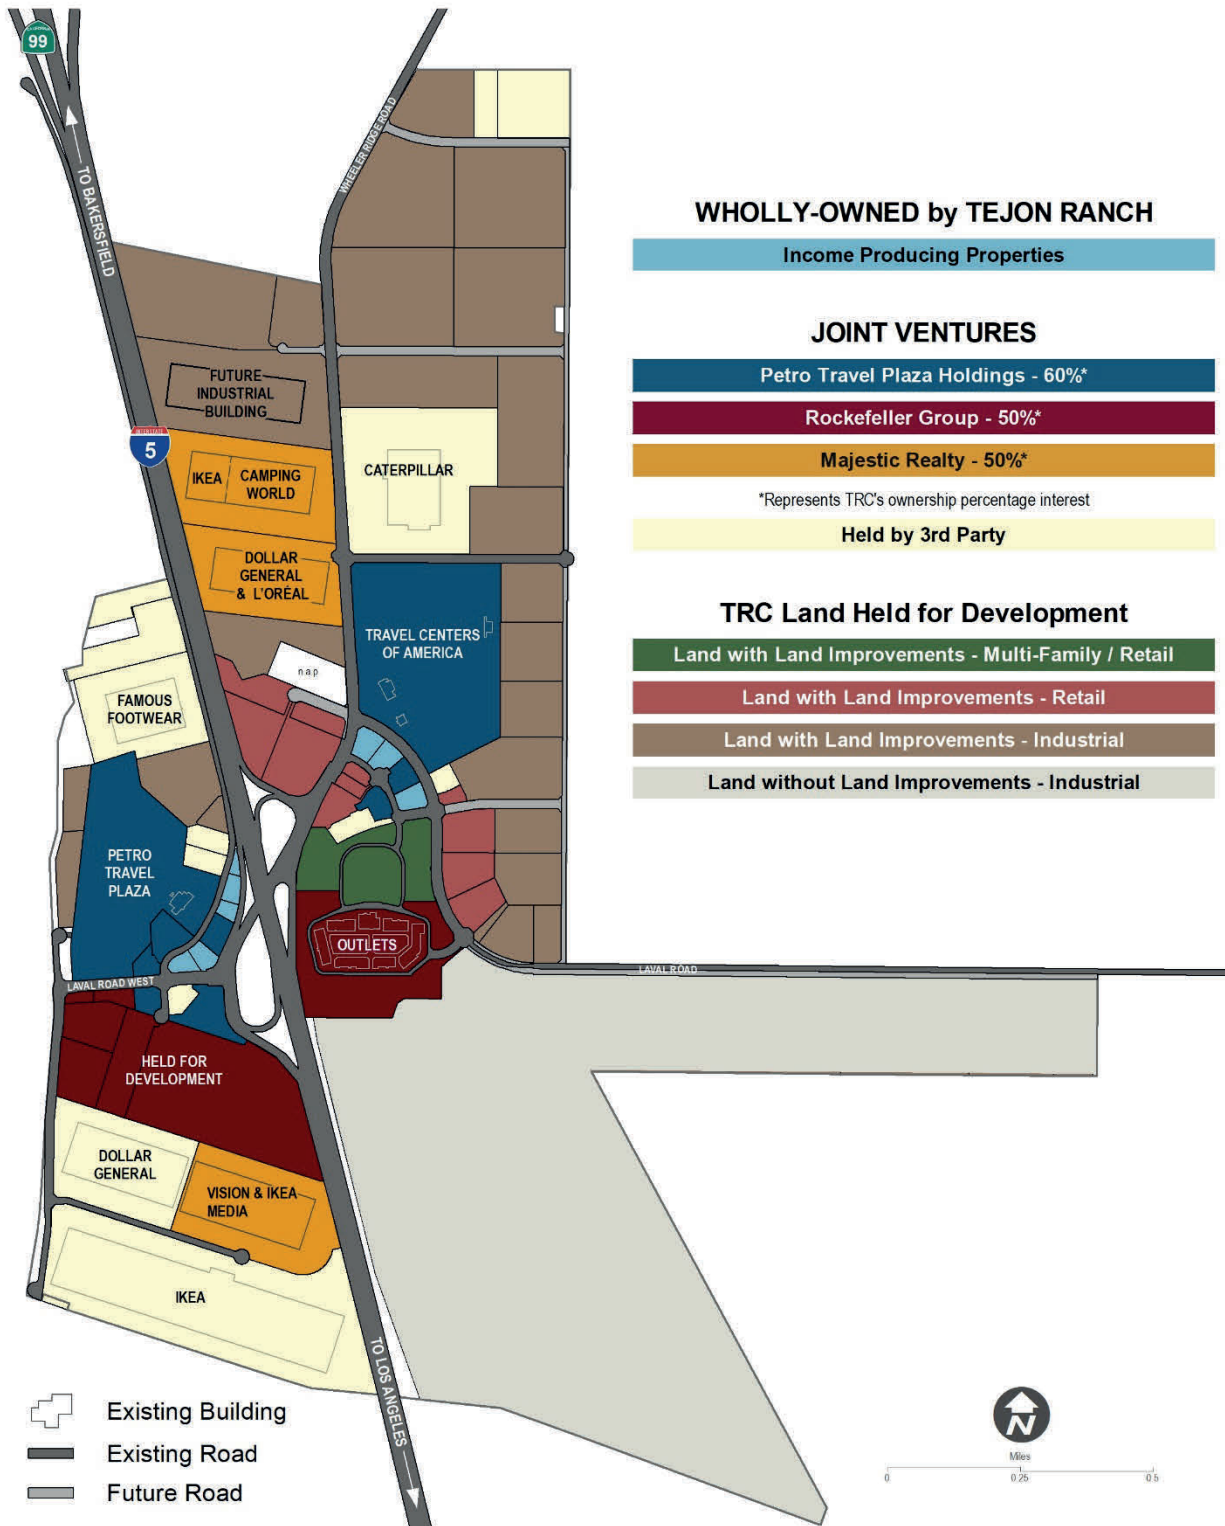 CALIFORNIA
99
TO BAKERSFIELD
WHEELER RIDGE ROAD
WHOLLY-OWNED by TEJON RANCH
Income Producing Properties
JOINT VENTURES
Petro Travel Plaza Holdings - 60%*
Rockefeller Group - 50%*
Majestic Realty - 50%*
*Represents TRC's ownership percentage interest
Held by 3rd Party
TRC Land Held for Development
Land with Land Improvements - Multi-Family / Retail
Land with Land Improvements - Retail
Land with Land Improvements - Industrial
Land without Land Improvements - Industrial
FUTURE
INDUSTRIAL
BUILDING
INTERSTATE
5
IKEA
CAMPING
WORLD
CATERPILLAR
DOLLAR
GENERAL
& L'ORÉAL
TRAVEL CENTERS
OF AMERICA
nap
FAMOUS
FOOTWEAR
PETRO
TRAVEL
PLAZA
OUTLETS
LAVAL ROAD
LAVAL ROAD WEST
HELD FOR
DEVELOPMENT
DOLLAR
GENERAL
VISION & IKEA
MEDIA
IKEA
TO LOS ANGELES
Existing Building
Existing Road
Future Road
N
Miles
0
0.25
0.5